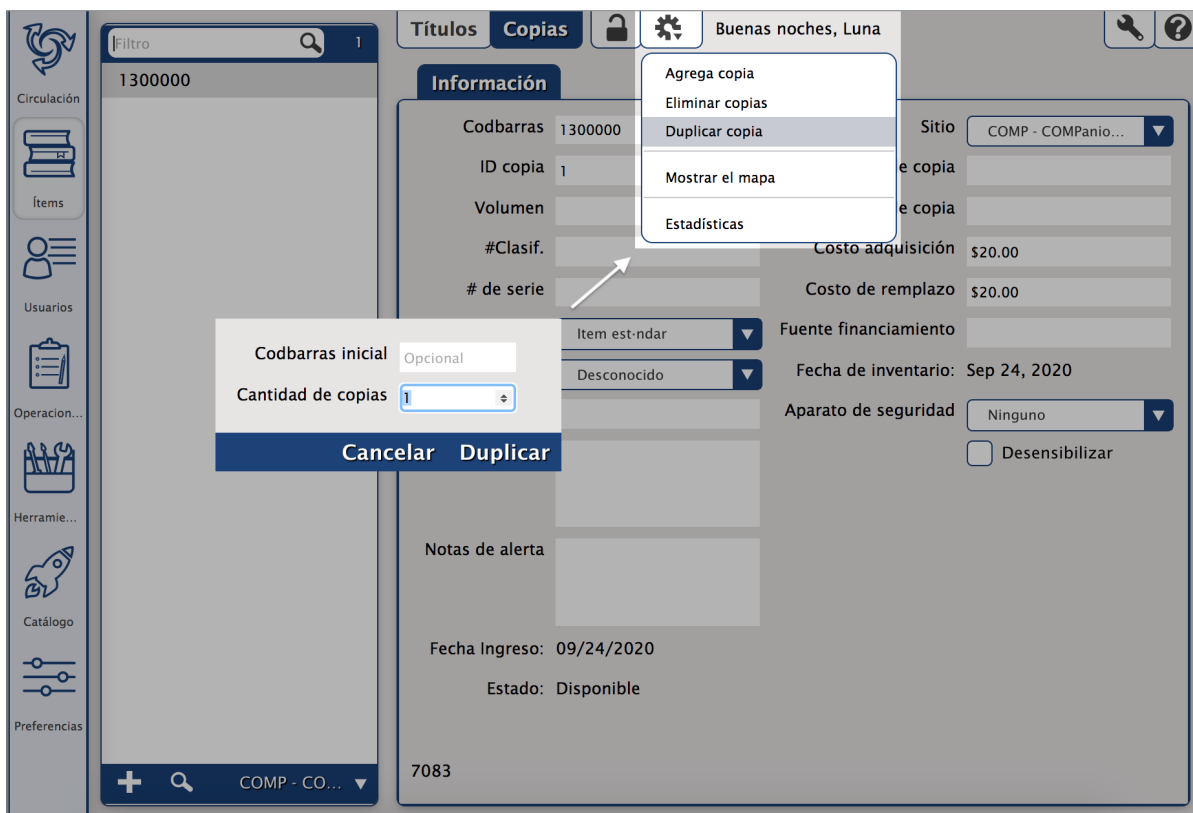 Circulación
Ítems
Usuarios
Operacion...
Herramie...
Catálogo
Preferencias
Filtro
1
1300000
COMP - CO...
Títulos
Copias
Buenas noches, Luna
Agrega copia
Eliminar copias
Duplicar copia
Mostrar el mapa
Estadísticas
Información
Codbarras 1300000
ID copia 1
Volumen
#Clasif.
# de serie
Item est·ndar
Desconocido
Codbarras inicial Opcional
Cantidad de copias 1
Cancelar Duplicar
Notas de alerta
Fecha Ingreso: 09/24/2020
Estado: Disponible
7083
Sitio COMP - COMPanio...
e copia
e copia
Costo adquisición $20.00
Costo de remplazo $20.00
Fuente financiamiento
Fecha de inventario: Sep 24, 2020
Aparato de seguridad Ninguno
Desensibilizar